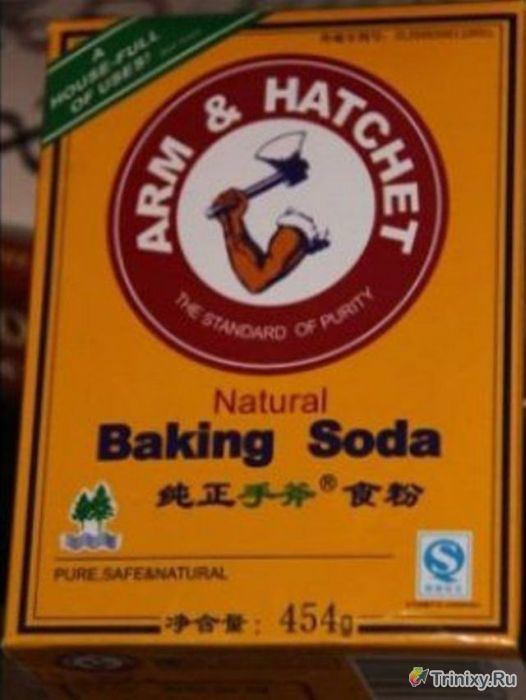 A
HOUSE-FULL
OF USES!
ARM & HATCHET
THE STANDARD OF PURITY
Natural
Baking Soda
纯正手斧®食粉
PURE,SAFE&NATURAL
净含量: 454g
Trinixy.Ru